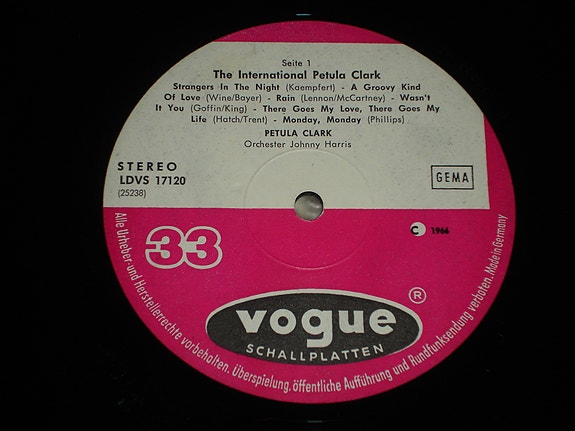 Seite 1
The International Petula Clark
Strangers In The Night (Kaempfert) - A Groovy Kind
Of Love (Wine/Bayer) - Rain (Lennon/McCartney) - Wasn't
It You (Goffin/King) - There Goes My Love, There Goes My
Life (Hatch/Trent) - Monday, Monday (Phillips)
PETULA CLARK
Orchester Johnny Harris
STEREO
LDVS 17120
(25238)
GEMA
33
C 1966
vogue ®
SCHALLPLATTEN
Alle Urheber- und Herstellerrechte vorbehalten. Überspielung, öffentliche Aufführung und Rundfunksendung verboten. Made in Germany